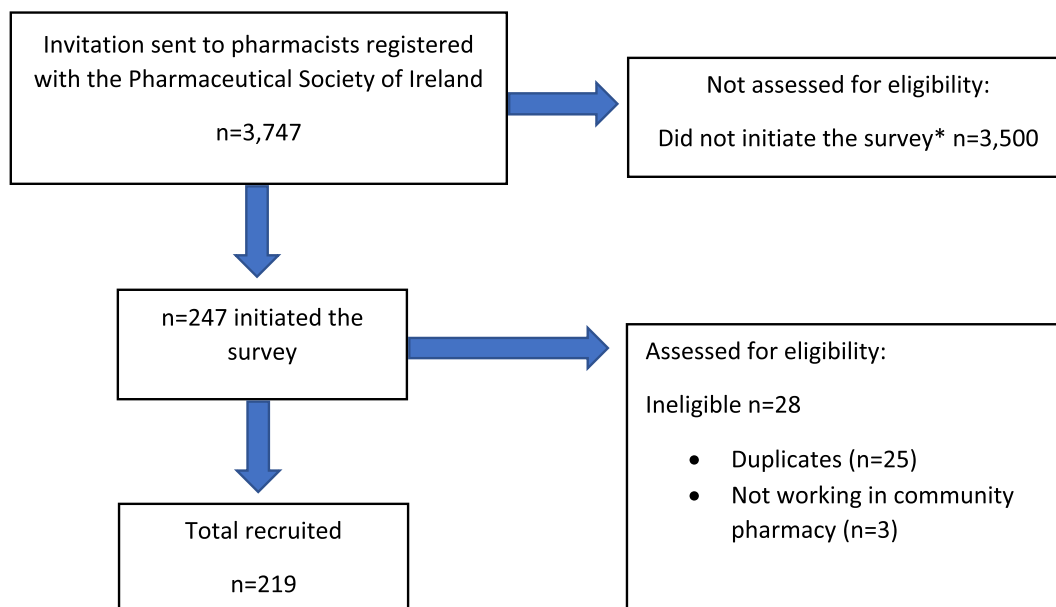 Invitation sent to pharmacists registered
with the Pharmaceutical Society of Ireland
n=3,747
Not assessed for eligibility:
Did not initiate the survey* n=3,500
n=247 initiated the
survey
Assessed for eligibility:
Ineligible n=28
• Duplicates (n=25)
• Not working in community
pharmacy (n=3)
Total recruited
n=219